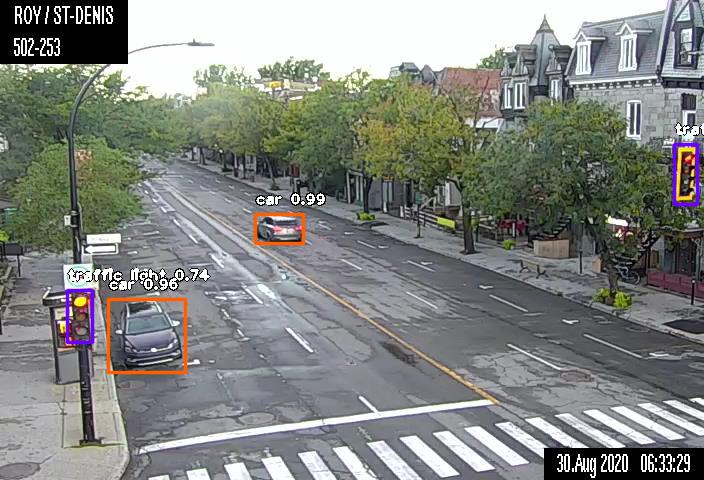 ROY / ST-DENIS
502-253
traf
car 0.99
traffic light 0.74
car 0.96
30.Aug 2020 06:33:29